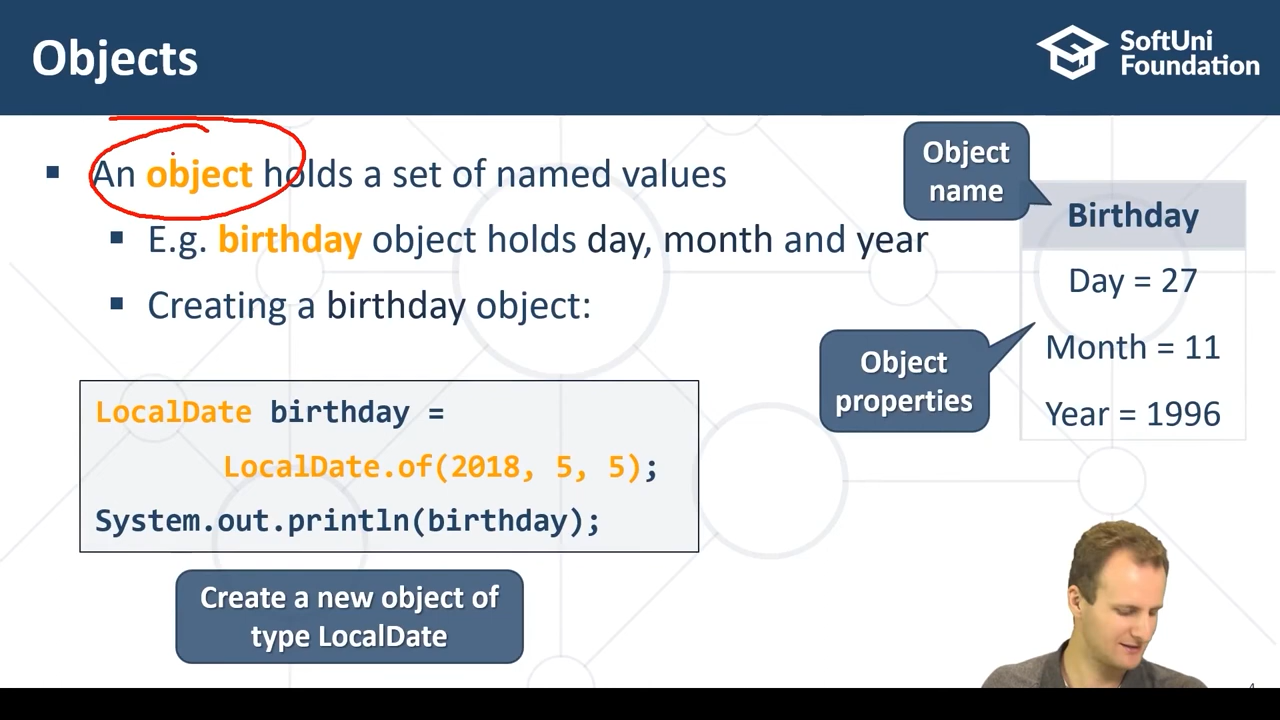 Objects
SoftUni
Foundation
▪ An object holds a set of named values
▪ E.g. birthday object holds day, month and year
▪ Creating a birthday object:
LocalDate birthday =
LocalDate.of(2018, 5, 5);
System.out.println(birthday);
Create a new object of
type LocalDate
Object
name
Birthday
Day = 27
Month = 11
Year = 1996
Object
properties